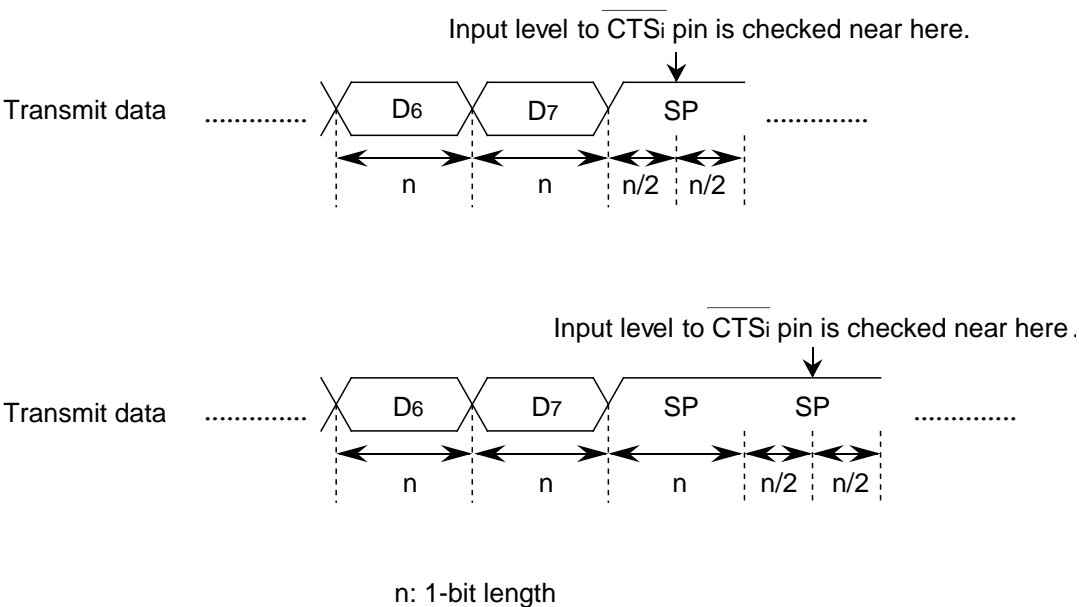 Input level to CTSi pin is checked near here.
Transmit data .............. D6 D7 SP ..............
n n n/2 n/2
Input level to CTSi pin is checked near here.
Transmit data .............. D6 D7 SP SP ..............
n n n n/2 n/2
n: 1-bit length